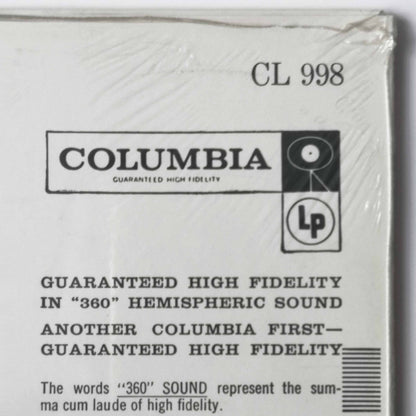 CL 998
COLUMBIA
GUARANTEED HIGH FIDELITY
Lp
GUARANTEED HIGH FIDELITY
IN "360" HEMISPHERIC SOUND
ANOTHER COLUMBIA FIRST—
GUARANTEED HIGH FIDELITY
The words "360" SOUND represent the sum-
ma cum laude of high fidelity.